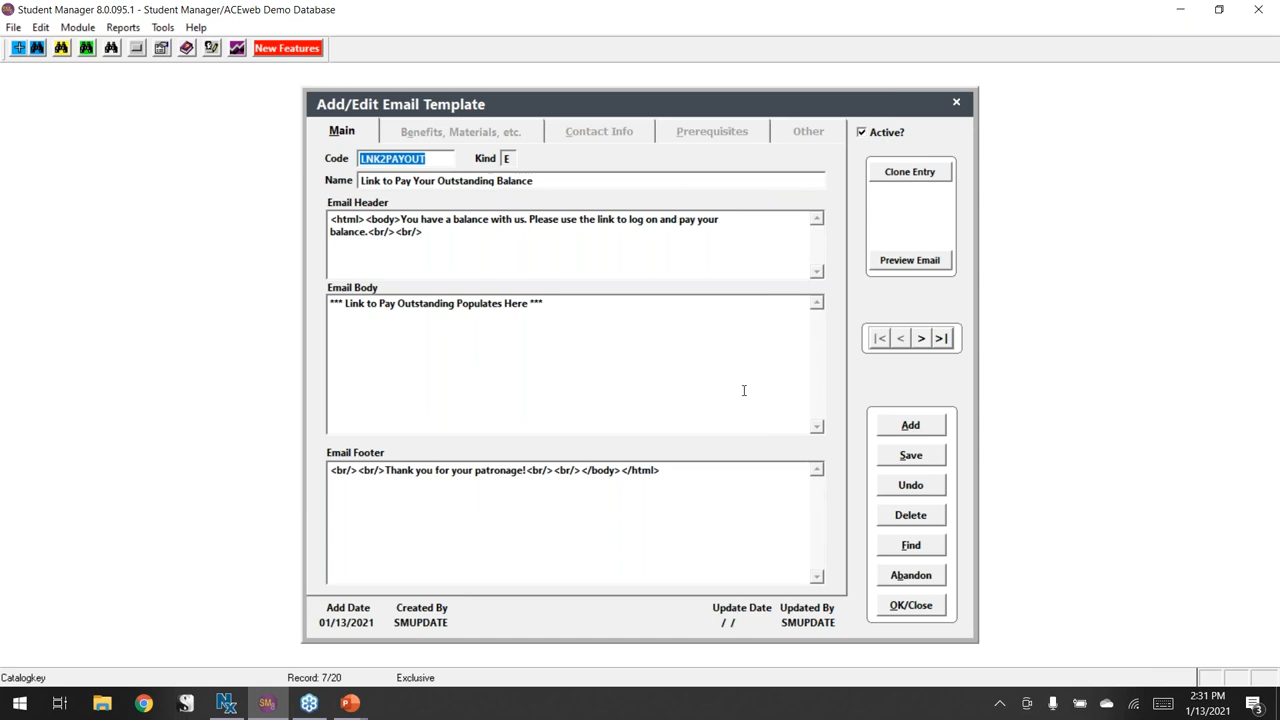 Student Manager 8.0.095.1 - Student Manager/ACEweb Demo Database
File Edit Module Reports Tools Help
New Features
Add/Edit Email Template
Main Benefits, Materials, etc. Contact Info Prerequisites Other
Active?
Code LNK2PAYOUT Kind E
Clone Entry
Name Link to Pay Your Outstanding Balance
Email Header
<html><body>You have a balance with us. Please use the link to log on and pay your
balance.<br/><br/>
Preview Email
Email Body
*** Link to Pay Outstanding Populates Here ***
|< < > >|
Add
Email Footer
Save
<br/><br/>Thank you for your patronage!<br/><br/></body></html>
Undo
Delete
Find
Abandon
OK/Close
Add Date Created By Update Date Updated By
01/13/2021 SMUPDATE / / SMUPDATE
Catalogkey Record: 7/20 Exclusive
2:31 PM
1/13/2021
3